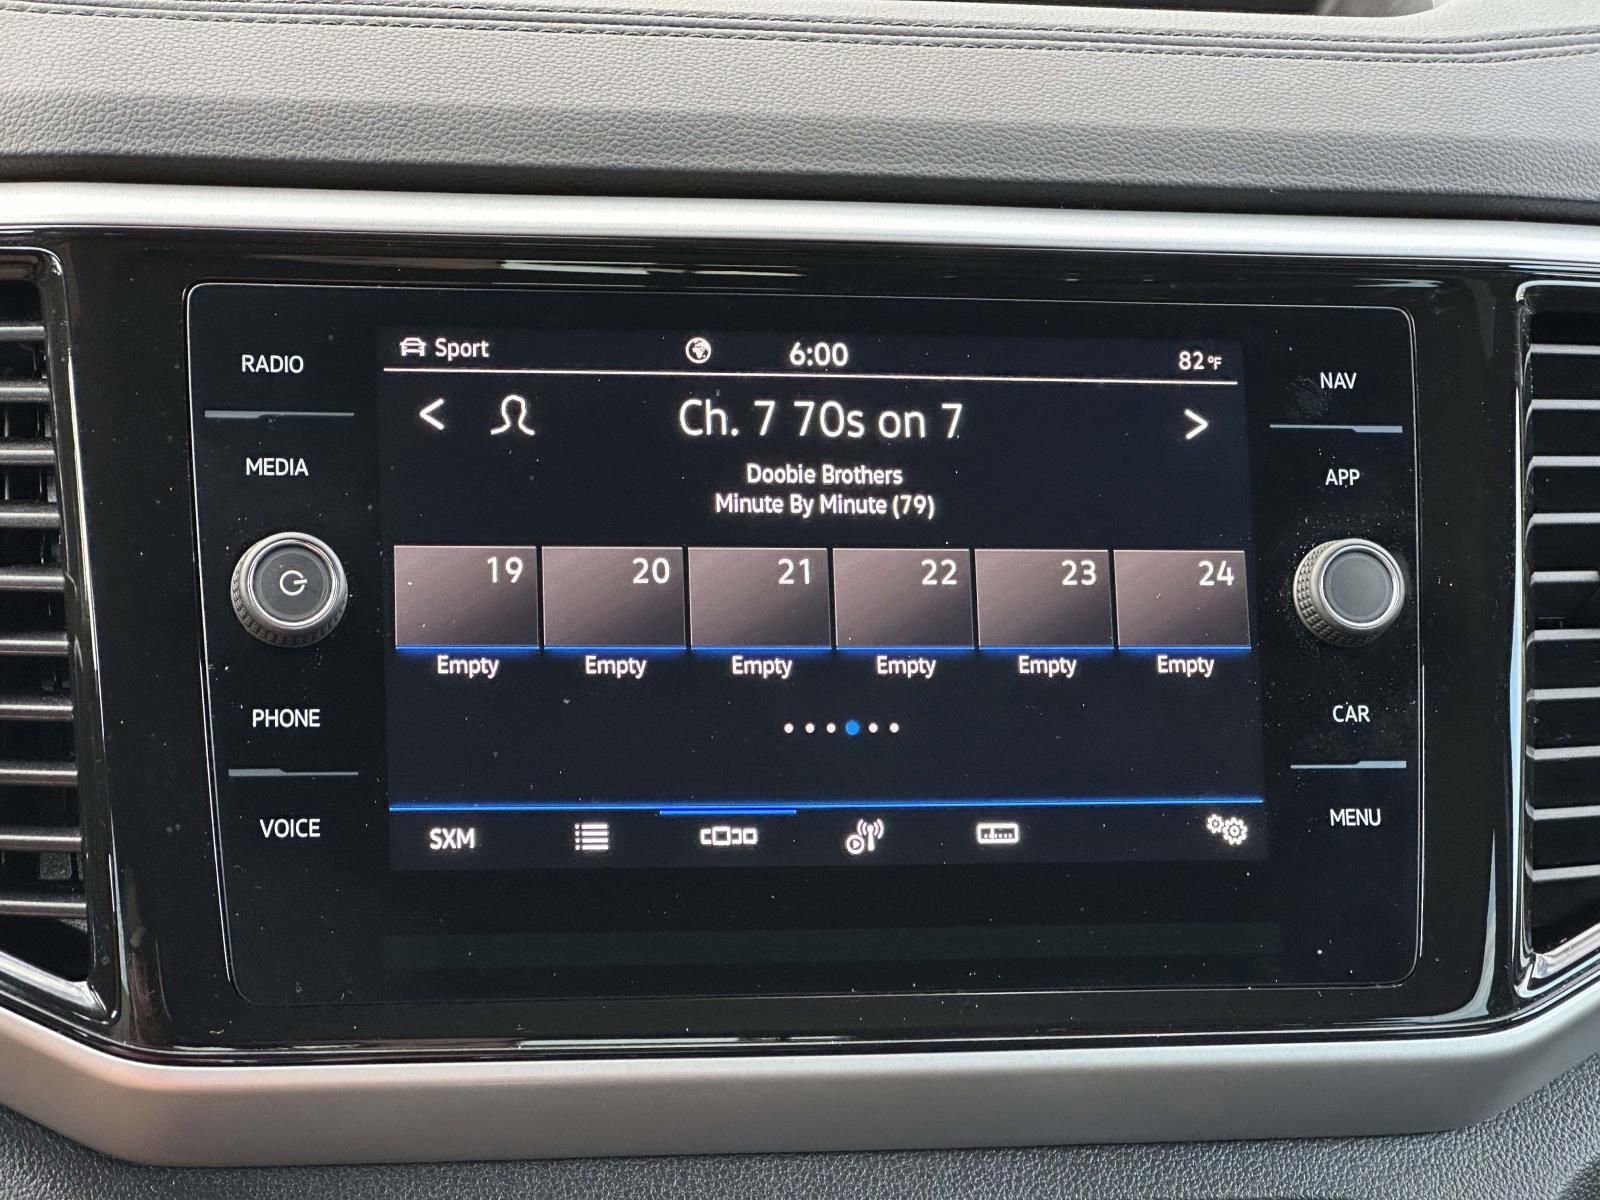 RADIO
MEDIA
PHONE
VOICE
Sport 6:00 82°F
Ch. 7 70s on 7
Doobie Brothers
Minute By Minute (79)
19 20 21 22 23 24
Empty Empty Empty Empty Empty Empty
SXM
NAV
APP
CAR
MENU